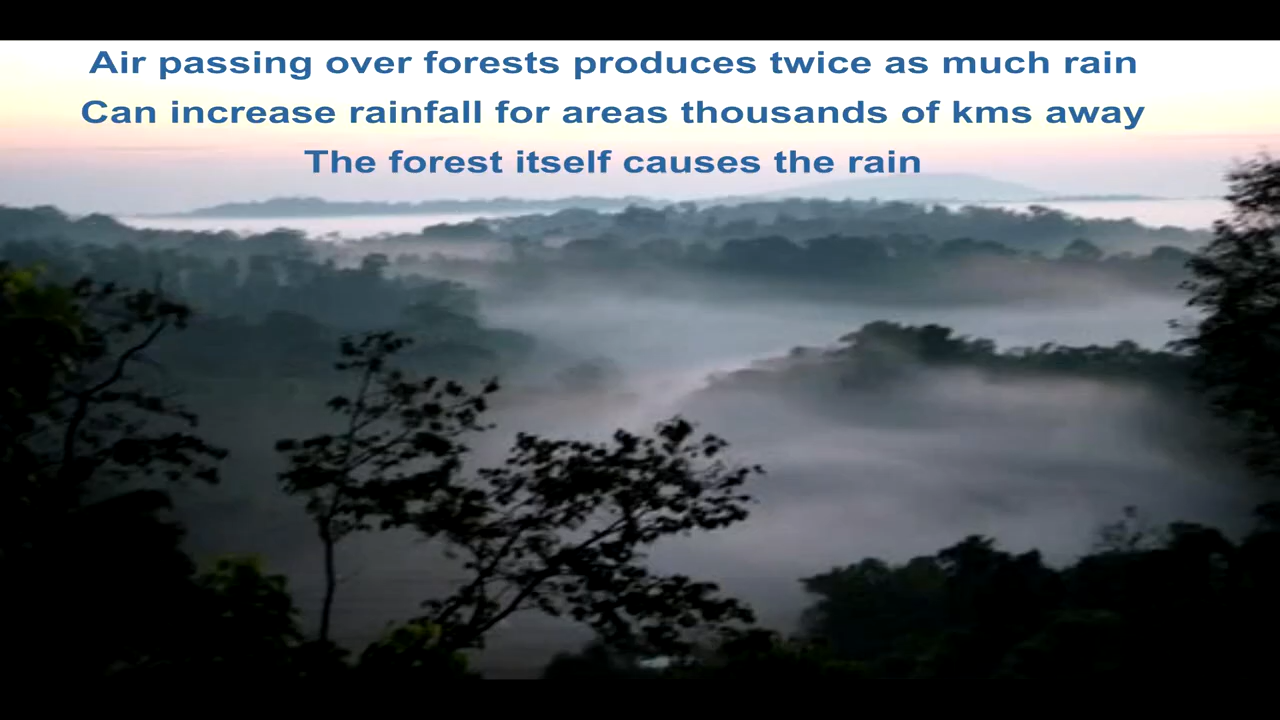 Air passing over forests produces twice as much rain
Can increase rainfall for areas thousands of kms away
The forest itself causes the rain